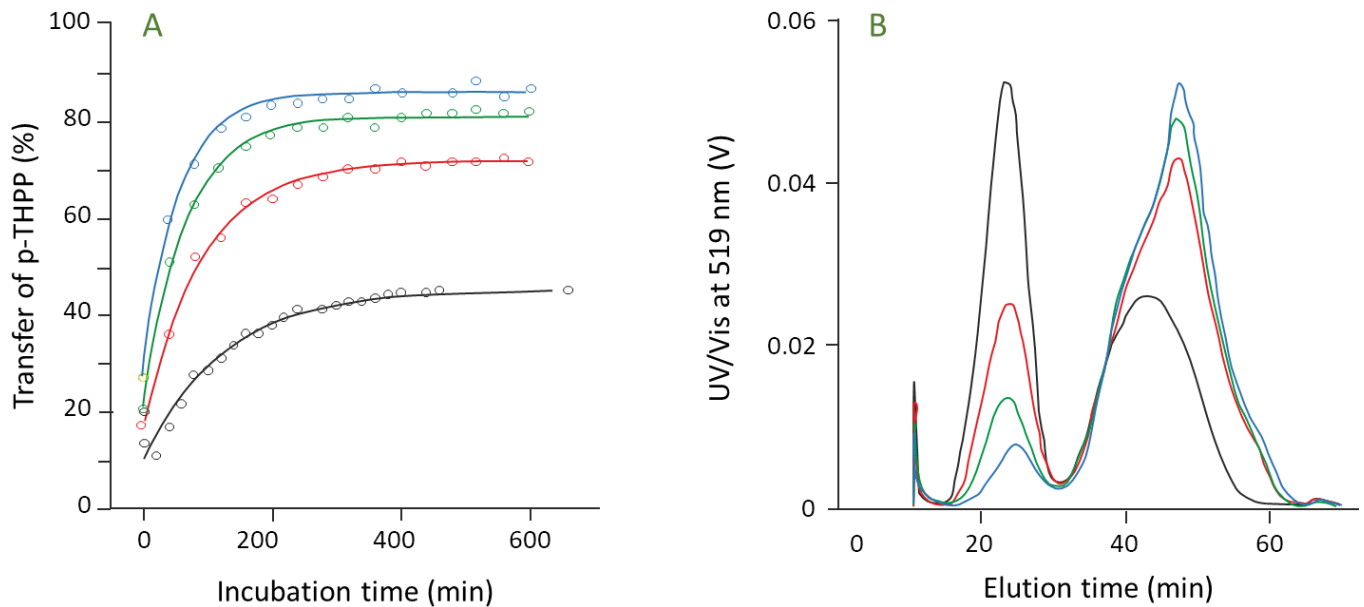 A
Transfer of p-THPP (%)
100
80
60
40
20
0
0 200 400 600
Incubation time (min)
B
UV/Vis at 519 nm (V)
0.06
0.04
0.02
0
0 20 40 60
Elution time (min)